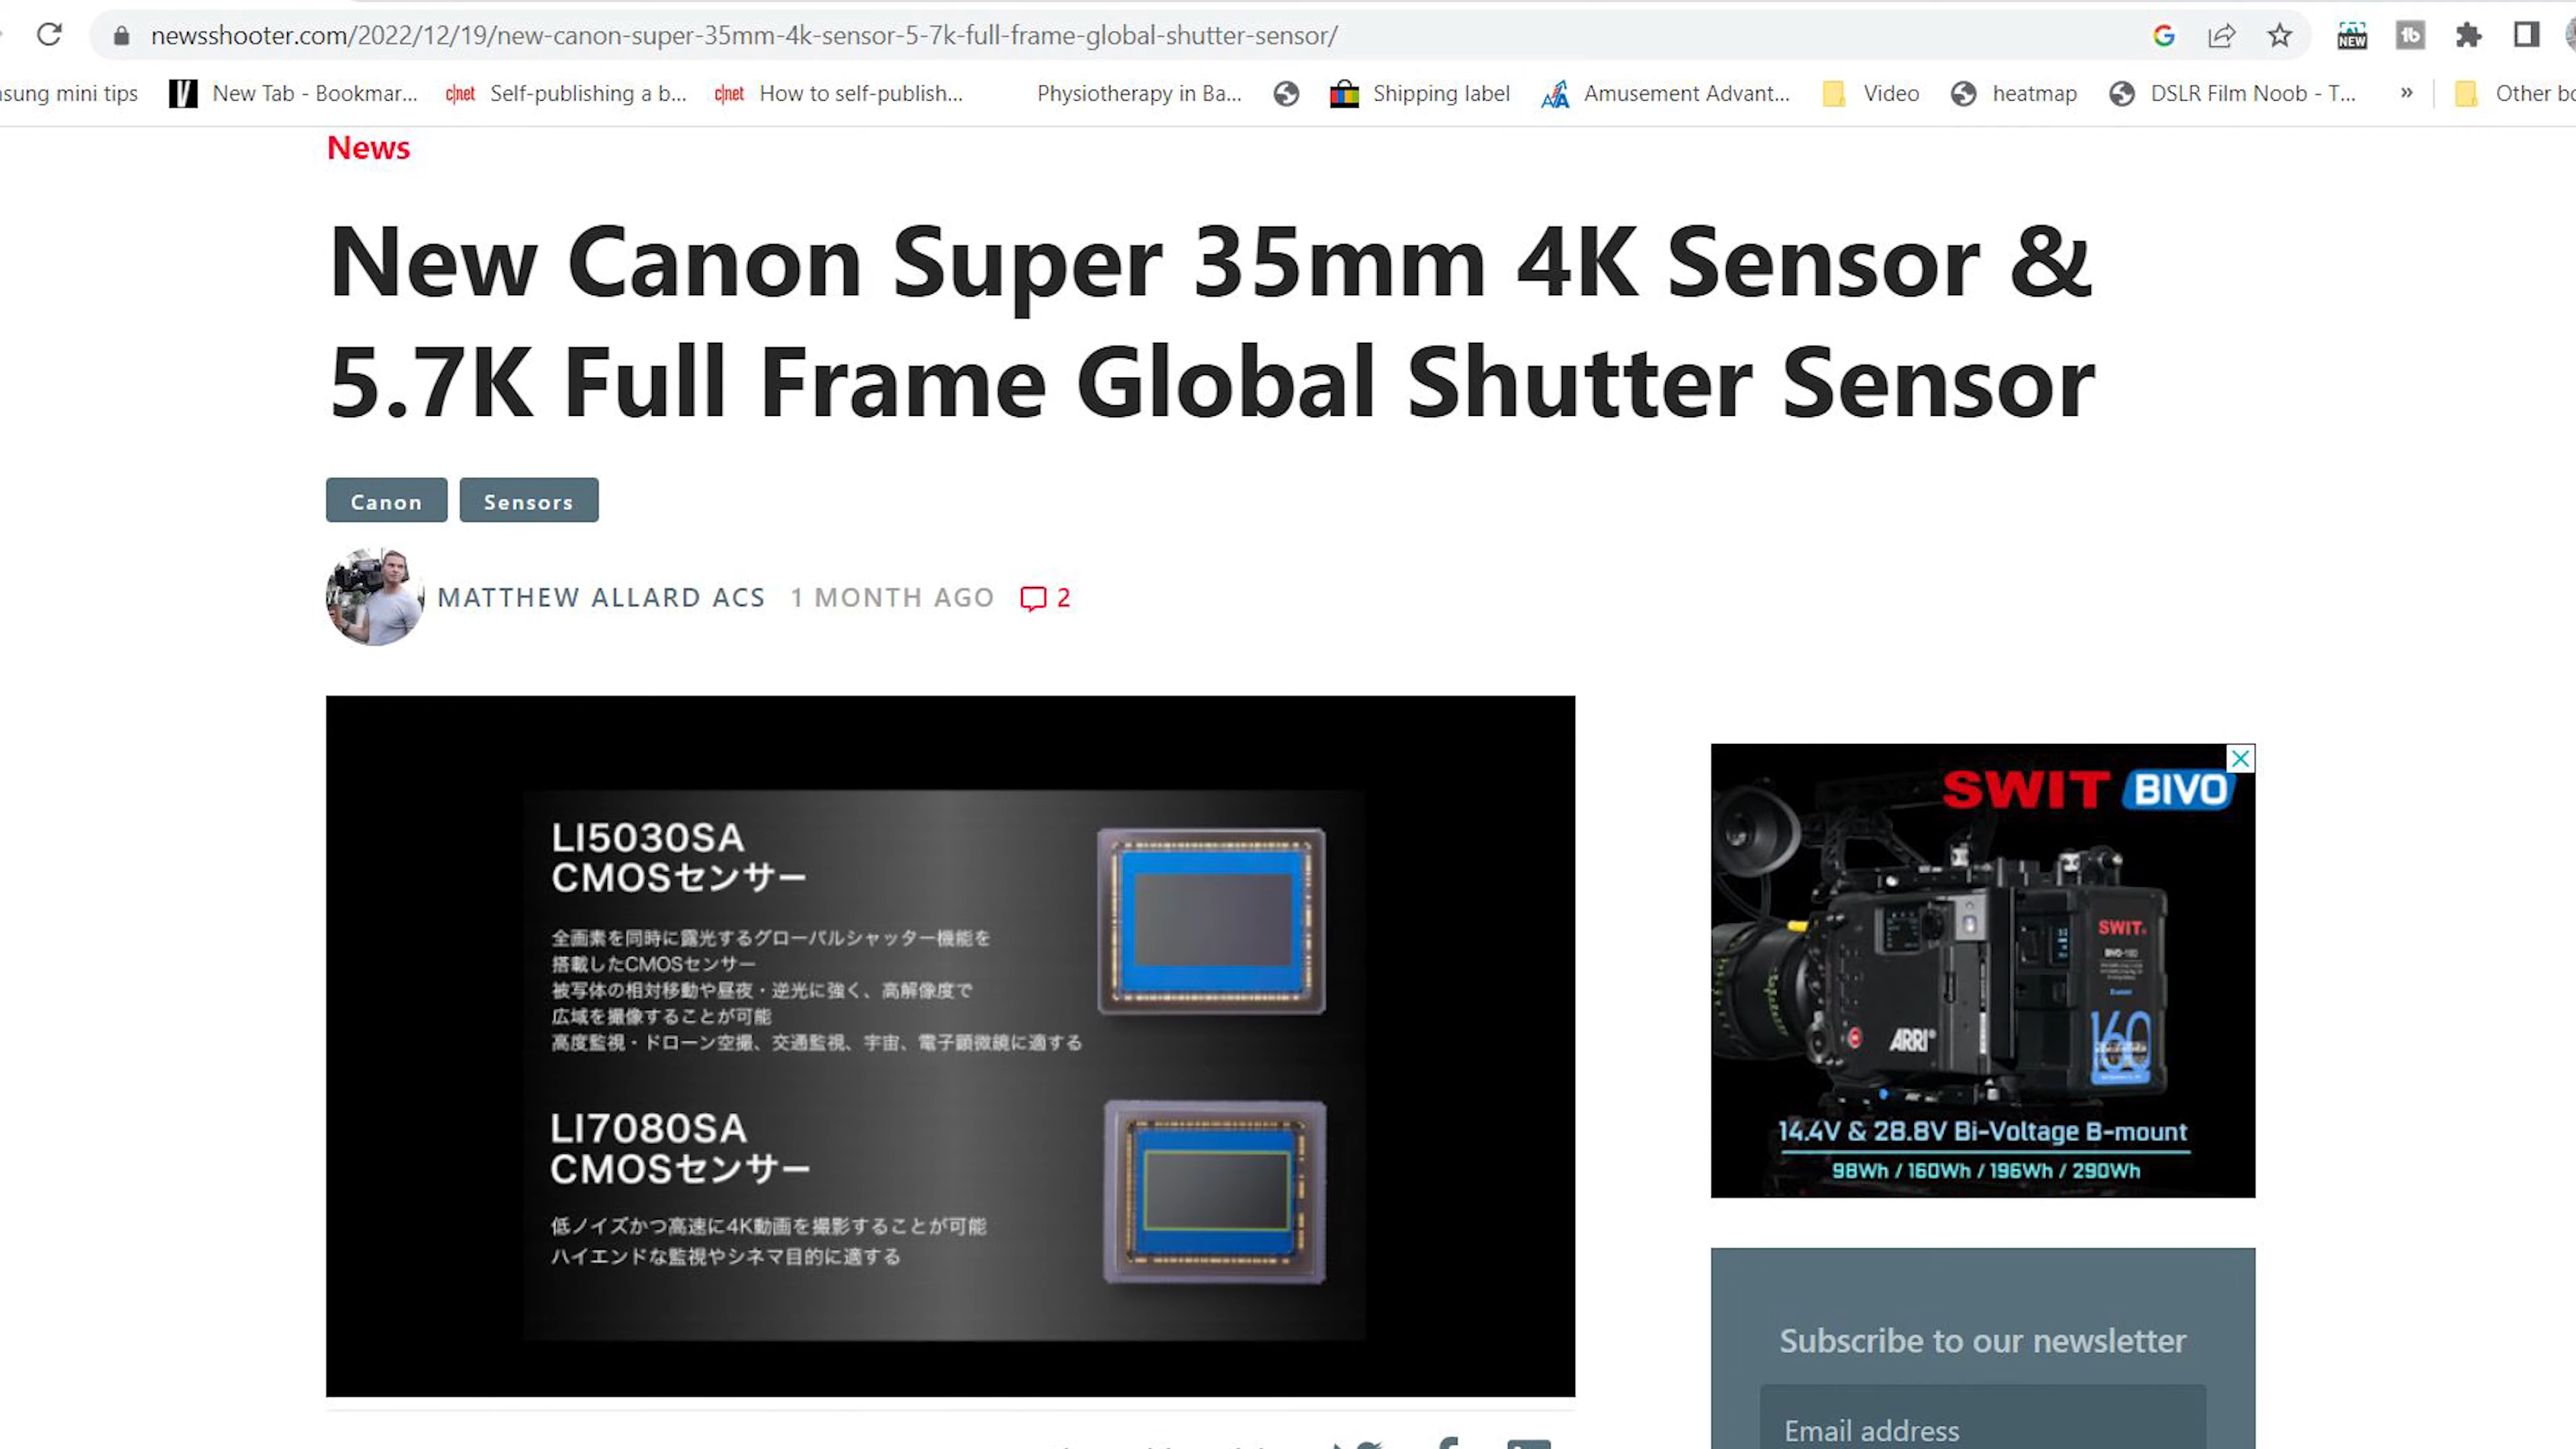 newsshooter.com/2022/12/19/new-canon-super-35mm-4k-sensor-5-7k-full-frame-global-shutter-sensor/
NEW
tb
sung mini tips
New Tab - Bookmar...
c|net
Self-publishing a b...
c|net
How to self-publish...
Physiotherapy in Ba...
Shipping label
Amusement Advant...
Video
heatmap
DSLR Film Noob - T...
»
Other bo
News
New Canon Super 35mm 4K Sensor &
5.7K Full Frame Global Shutter Sensor
Canon
Sensors
MATTHEW ALLARD ACS 1 MONTH AGO 2
LI5030SA
CMOSセンサー
全画素を同時に露光するグローバルシャッター機能を
搭載したCMOSセンサー
被写体の相対移動や昼夜・逆光に強く、高解像度で
広域を撮像することが可能
高度監視・ドローン空撮、交通監視、宇宙、電子顕微鏡に適する
LI7080SA
CMOSセンサー
低ノイズかつ高速に4K動画を撮影することが可能
ハイエンドな監視やシネマ目的に適する
SWIT BIVO
SWIT
BIVO-160
ARRI
160
14.4V & 28.8V Bi-Voltage B-mount
98Wh / 160Wh / 196Wh / 290Wh
Subscribe to our newsletter
Email address